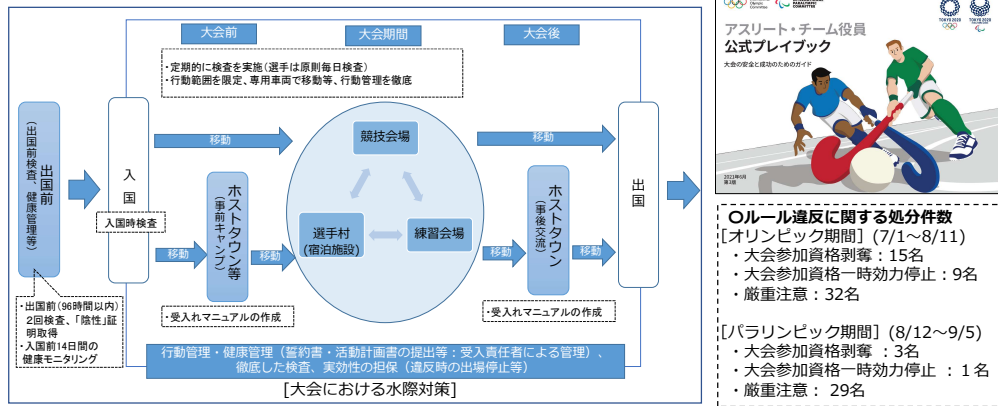 大会前
大会期間
大会後
・定期的に検査を実施(選手は原則毎日検査)
・行動範囲を限定、専用車両で移動等、行動管理を徹底
出国前
(出国前検査、健康管理等)
入国
入国時検査
移動
移動
競技会場
選手村
(宿泊施設)
練習会場
移動
ホストタウン等
(事前キャンプ)
移動
移動
ホストタウン
(事後交流)
移動
出国
・出国前(96時間以内)
2回検査、「陰性」証
明取得
・入国前14日間の
健康モニタリング
・受入れマニュアルの作成
・受入れマニュアルの作成
行動管理・健康管理(誓約書・活動計画書の提出等:受入責任者による管理)、
徹底した検査、実効性の担保(違反時の出場停止等)
[大会における水際対策]
TOKYO 2020
TOKYO 2020
アスリート・チーム役員
公式プレイブック
大会の安全と成功のためのガイド
2021年6月
第3版
〇ルール違反に関する処分件数
[オリンピック期間] (7/1~8/11)
・大会参加資格剥奪:15名
・大会参加資格一時効力停止:9名
・厳重注意:32名
[パラリンピック期間] (8/12~9/5)
・大会参加資格剥奪 :3名
・大会参加資格一時効力停止 :1名
・厳重注意: 29名